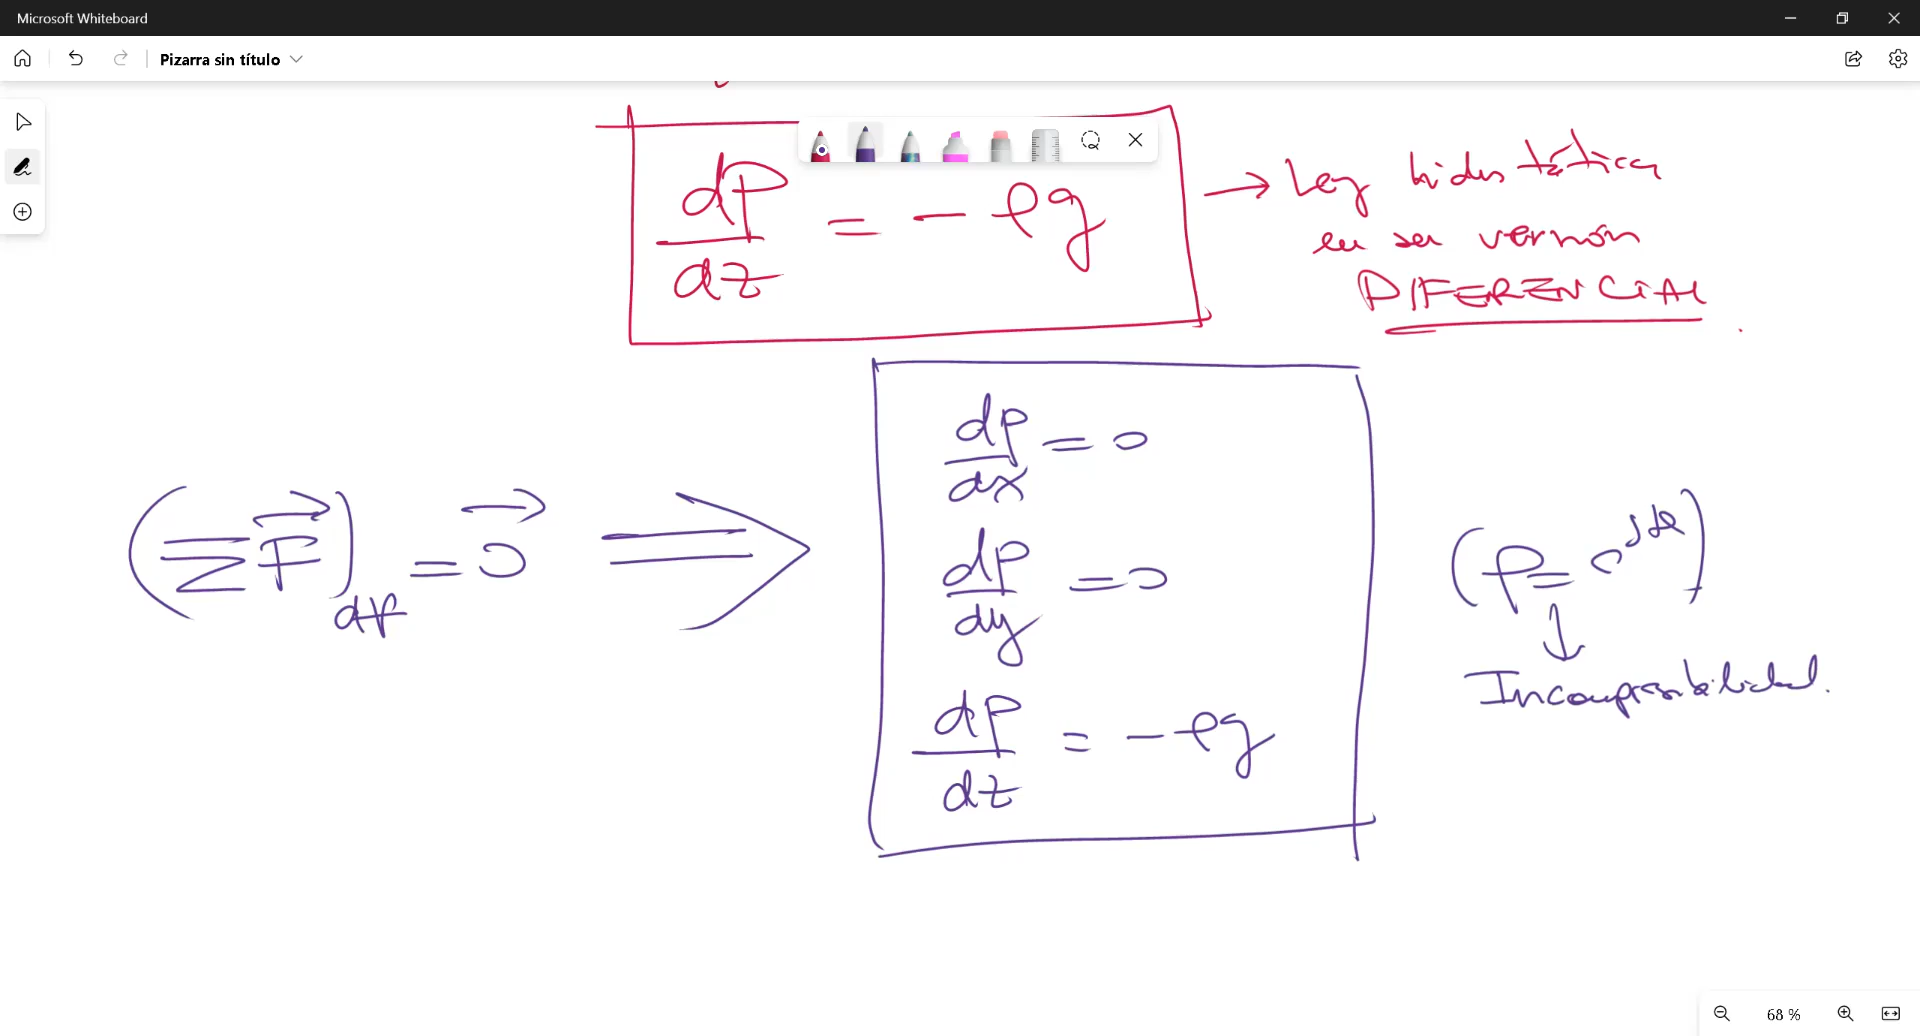 Microsoft Whiteboard
Pizarra sin título
dP/dz = - ρg → Ley hidrostática
en su versión
DIFERENCIAL
dP/dx = 0
(ΣF⃗)dV = 0⃗ ⟹ dP/dy = 0 (ρ = cte)
↓
Incompresibilidad.
dP/dz = - ρg
68 %